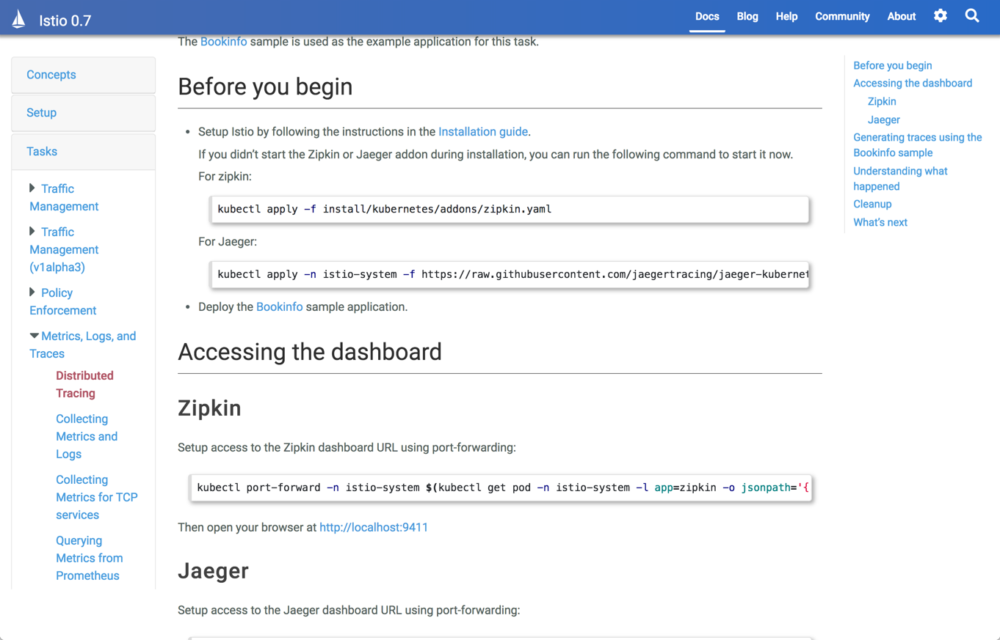 Istio 0.7
Docs
Blog
Help
Community
About
Concepts
Setup
Tasks
Traffic
Management
Traffic
Management
(v1alpha3)
Policy
Enforcement
Metrics, Logs, and
Traces
Distributed
Tracing
Collecting
Metrics and
Logs
Collecting
Metrics for TCP
services
Querying
Metrics from
Prometheus
The Bookinfo sample is used as the example application for this task.
Before you begin
• Setup Istio by following the instructions in the Installation guide.
If you didn’t start the Zipkin or Jaeger addon during installation, you can run the following command to start it now.
For zipkin:
kubectl apply -f install/kubernetes/addons/zipkin.yaml
For Jaeger:
kubectl apply -n istio-system -f https://raw.githubusercontent.com/jaegertracing/jaeger-kubernet
• Deploy the Bookinfo sample application.
Accessing the dashboard
Zipkin
Setup access to the Zipkin dashboard URL using port-forwarding:
kubectl port-forward -n istio-system $(kubectl get pod -n istio-system -l app=zipkin -o jsonpath='{
Then open your browser at http://localhost:9411
Jaeger
Setup access to the Jaeger dashboard URL using port-forwarding:
Before you begin
Accessing the dashboard
Zipkin
Jaeger
Generating traces using the
Bookinfo sample
Understanding what
happened
Cleanup
What’s next